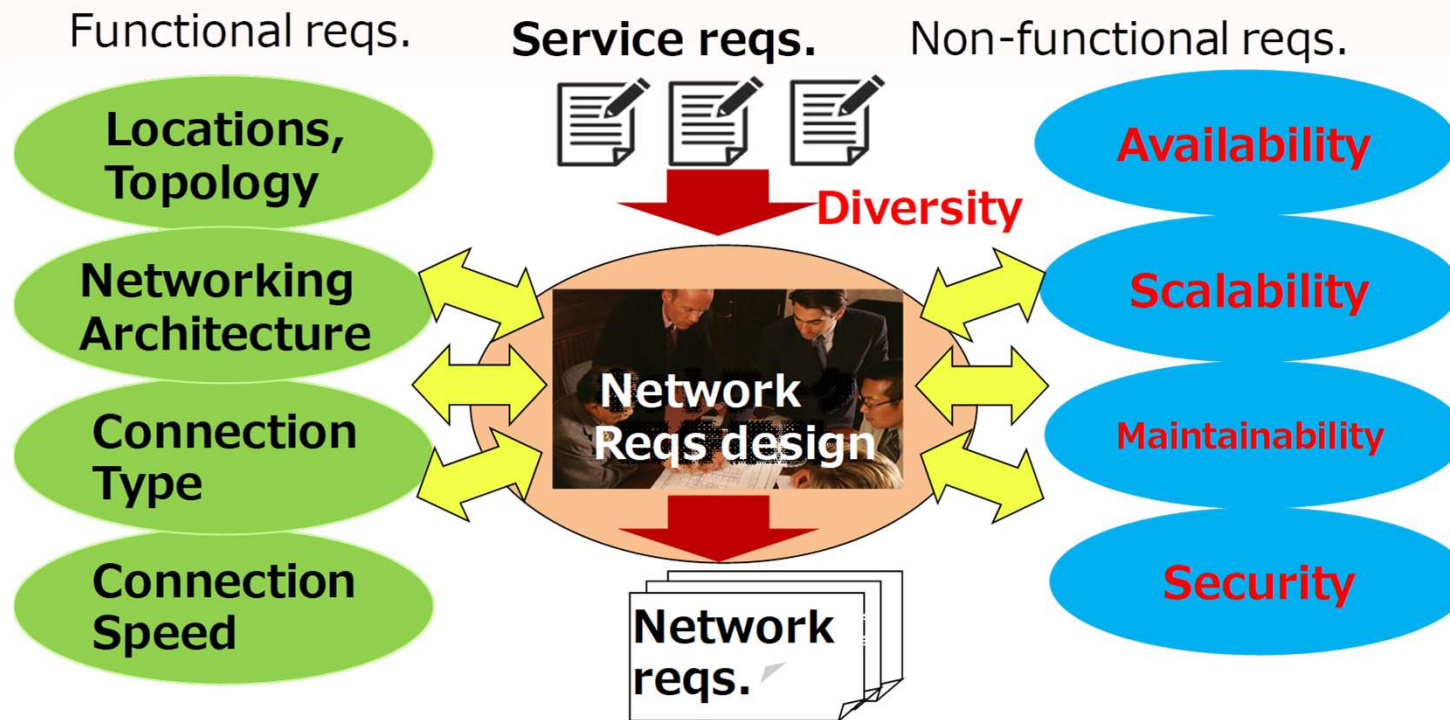 Functional reqs.
Service reqs.
Non-functional reqs.
Locations,
Topology
Networking
Architecture
Connection
Type
Connection
Speed
Diversity
Network
Reqs design
Network
reqs.
Availability
Scalability
Maintainability
Security